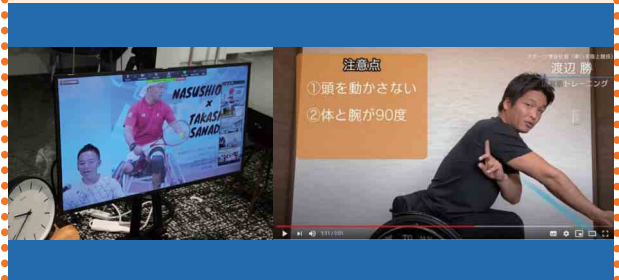 NASUSHIO
×
TAKAS
SANAD
注意点
①頭を動かさない
②体と腕が90度
渡辺 勝
トレーニング